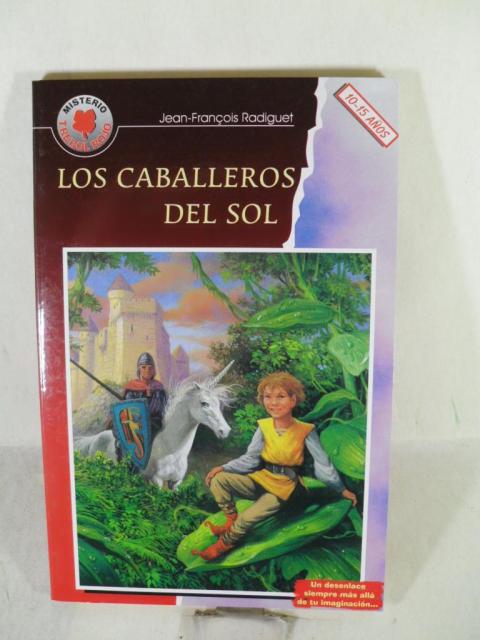 MISTERIO
TRÉBOL ROJO
Jean-François Radiguet
10-15 AÑOS
LOS CABALLEROS
DEL SOL
Un desenlace
siempre más allá
de tu imaginación...